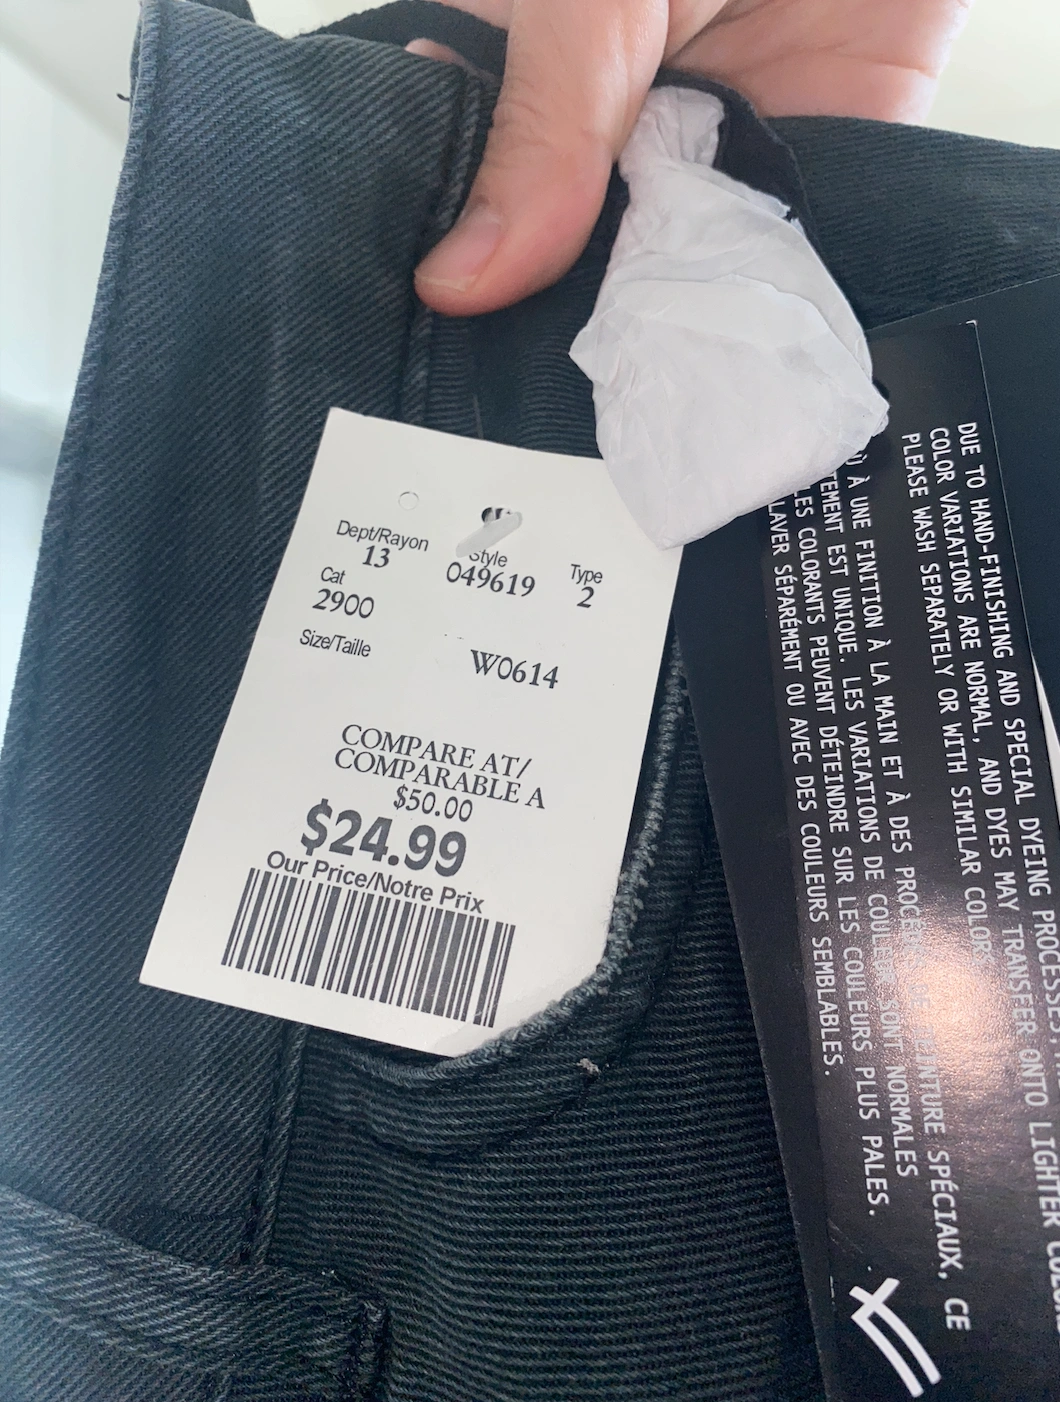 Dept/Rayon
13
Style
049619
Type
2
Cat
2900
Size/Taille
W0614
COMPARE AT/
COMPARABLE A
$50.00
$24.99
Our Price/Notre Prix
DUE TO HAND-FINISHING AND SPECIAL DYEING
COLOR VARIATIONS ARE NORMAL, AND DYES MAY TRANSFER ONTO LIGHTER
PLEASE WASH SEPARATELY OR WITH SIMILAR COLORS
À UNE FINITION À LA MAIN ET À DES DE TEINTURE SPÉCIAUX, CE
EST UNIQUE. LES VARIATIONS DE COULEUR SONT NORMALES
LES COLORANTS PEUVENT DÉTEINDRE SUR LES COULEURS PLUS PALES.
LAVER SÉPARÉMENT OU AVEC DES COULEURS SEMBLABLES.